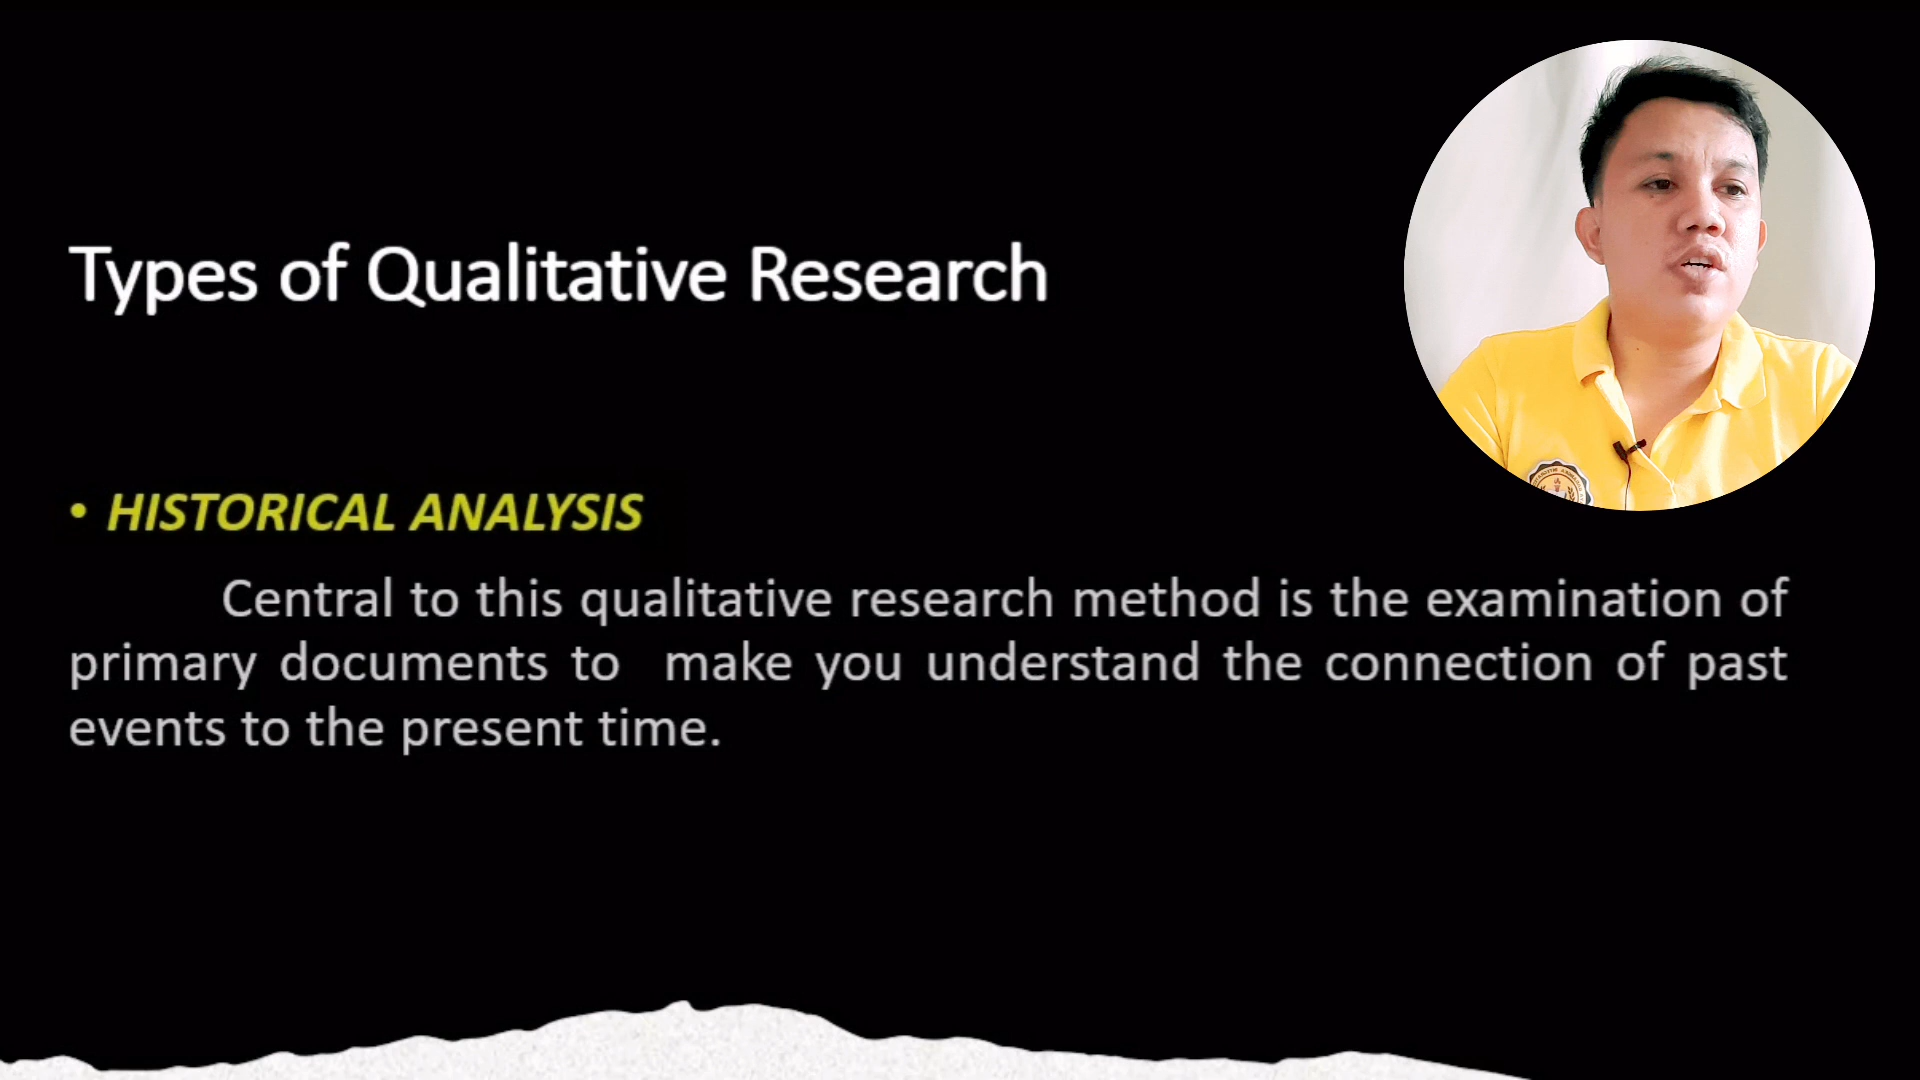 Types of Qualitative Research
• HISTORICAL ANALYSIS
Central to this qualitative research method is the examination of
primary documents to make you understand the connection of past
events to the present time.